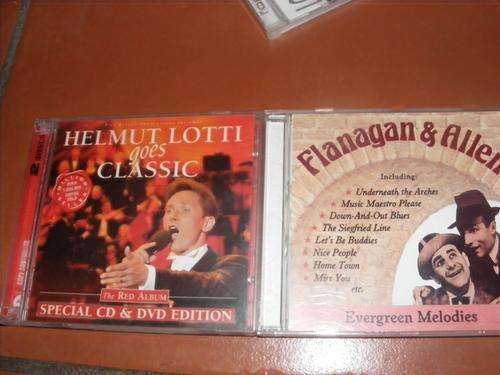 HELMUT LOTTI
goes
CLASSIC
The RED ALBUM
SPECIAL CD & DVD EDITION
Flanagan & Allen
Including:
Underneath the Arches
Music Maestro Please
Down-And-Out Blues
The Siegfried Line
Let's Be Buddies
Nice People
Home Town
Miss You
etc.
Evergreen Melodies